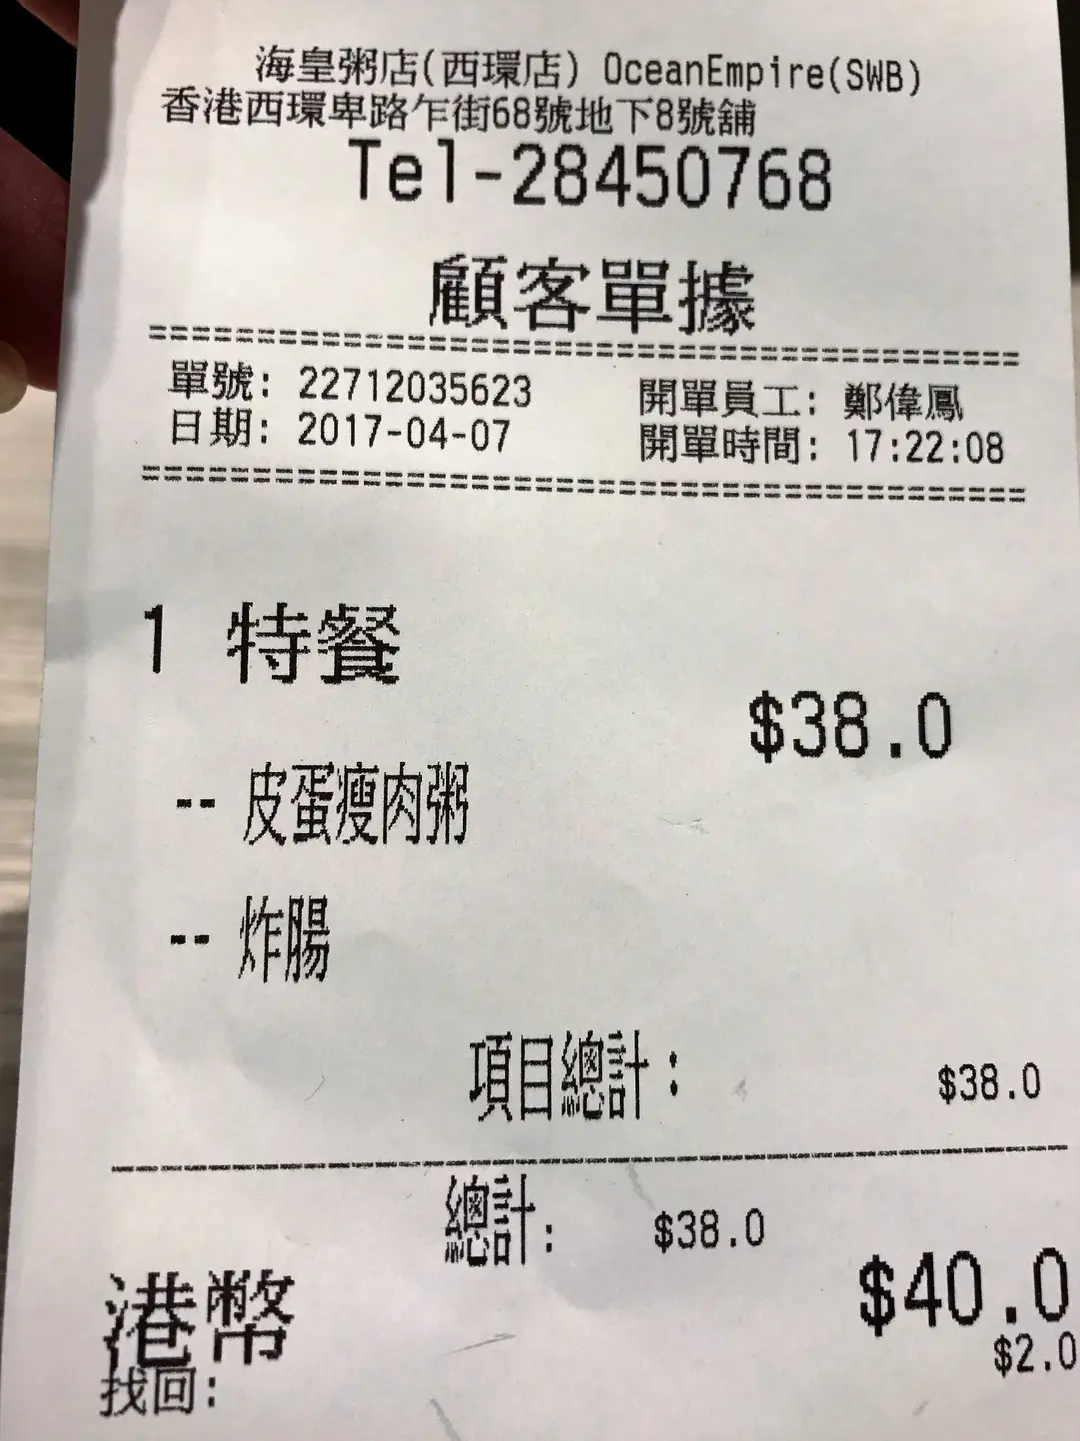 海皇粥店(西環店) OceanEmpire(SWB)
香港西環卑路乍街68號地下8號舖
Tel-28450768
顧客單據
==================================================
單號: 22712035623 開單員工: 鄭偉鳳
日期: 2017-04-07 開單時間: 17:22:08
==================================================
1 特餐
$38.0
-- 皮蛋瘦肉粥
-- 炸腸
項目總計: $38.0
總計: $38.0
港幣 $40.0
找回: $2.0